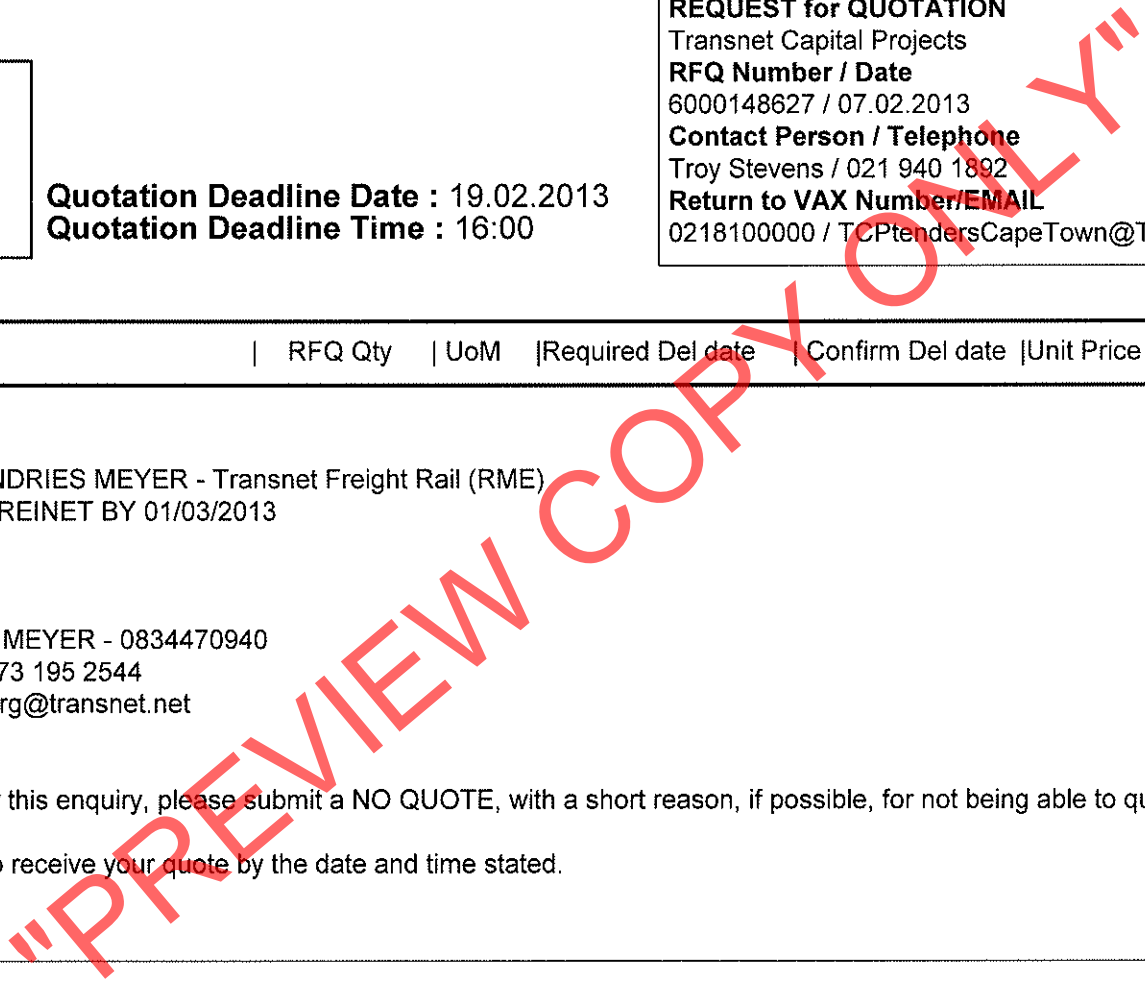 REQUEST for QUOTATION
Transnet Capital Projects
RFQ Number / Date
6000148627 / 07.02.2013
Contact Person / Telephone
Troy Stevens / 021 940 1892
Return to VAX Number/EMAIL
0218100000 / TCPtendersCapeTown@T
Quotation Deadline Date : 19.02.2013
Quotation Deadline Time : 16:00
| RFQ Qty | UoM |Required Del date | Confirm Del date |Unit Price
NDRIES MEYER - Transnet Freight Rail (RME)
REINET BY 01/03/2013
MEYER - 0834470940
73 195 2544
rg@transnet.net
this enquiry, please submit a NO QUOTE, with a short reason, if possible, for not being able to qu
receive your quote by the date and time stated.
"PREVIEW COPY ONLY"